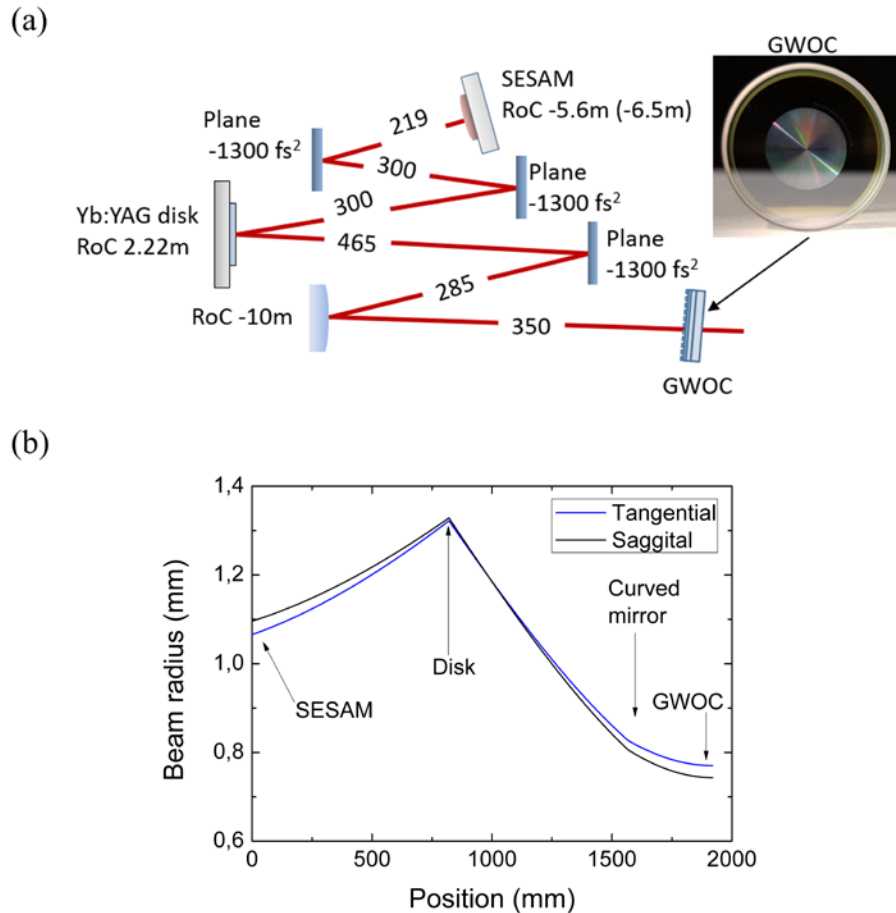 (a)
GWOC
SESAM
RoC -5.6m (-6.5m)
Plane
-1300 fs²
219
300
Plane
-1300 fs²
Yb:YAG disk
RoC 2.22m
300
465
Plane
-1300 fs²
285
RoC -10m
350
GWOC
(b)
1,4
1,2
1,0
0,8
0,6
Beam radius (mm)
Tangential
Saggital
Curved
mirror
Disk
SESAM
GWOC
0
500
1000
1500
2000
Position (mm)